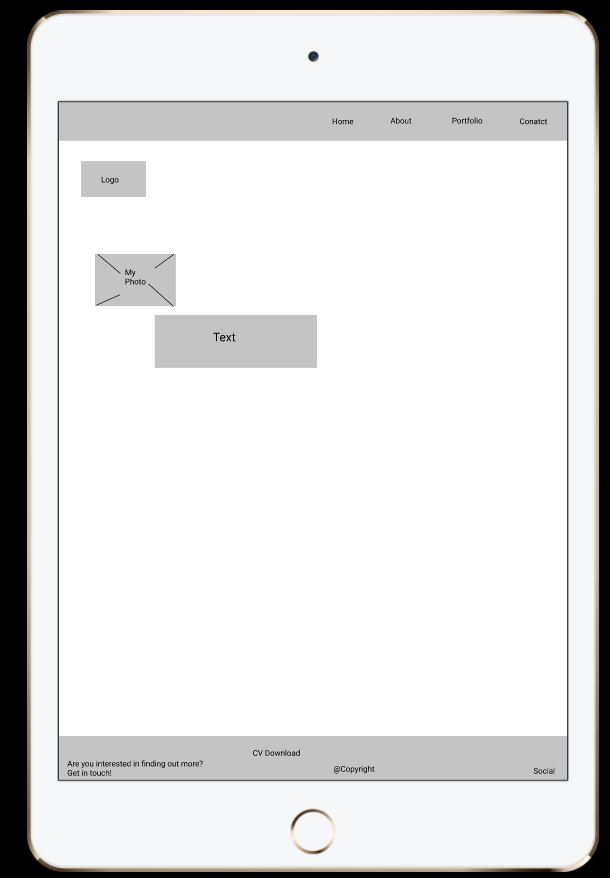 Home
About
Portfolio
Conatct
Logo
My
Photo
Text
CV Download
Are you interested in finding out more?
Get in touch!
@Copyright
Social